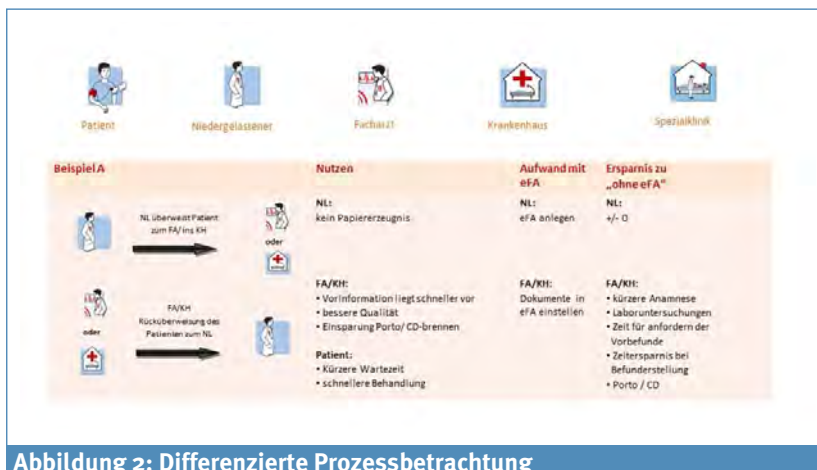 Patient
Niedergelassener
Facharzt
Krankenhaus
Spezialklinik
Beispiel A
Nutzen
Aufwand mit
eFA
Ersparnis zu
„ohne eFA“
NL überweist Patient
zum FA/ins KH
oder
NL:
kein Papiererzeugnis
NL:
eFA anlegen
NL:
+/- 0
FA/KH
Rücküberweisung des
Patienten zum NL
oder
FA/KH:
• Vorinformation liegt schneller vor
• bessere Qualität
• Einsparung Porto/ CD-brennen
Patient:
• Kürzere Wartezeit
• schnellere Behandlung
FA/KH:
Dokumente in
eFA einstellen
FA/KH:
• kürzere Anamnese
• Laboruntersuchungen
• Zeit für anfordern der
Vorbefunde
• Zeitersparnis bei
Befunderstellung
• Porto / CD
Abbildung 2: Differenzierte Prozessbetrachtung